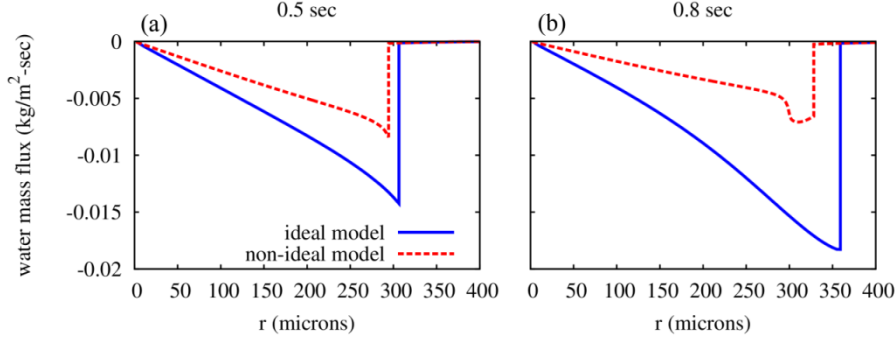 0.5 sec
0.8 sec
(a)
(b)
water mass flux (kg/m²-sec)
0
-0.005
-0.01
-0.015
-0.02
ideal model
non-ideal model
0 50 100 150 200 250 300 350 400
0 50 100 150 200 250 300 350 400
r (microns)
r (microns)